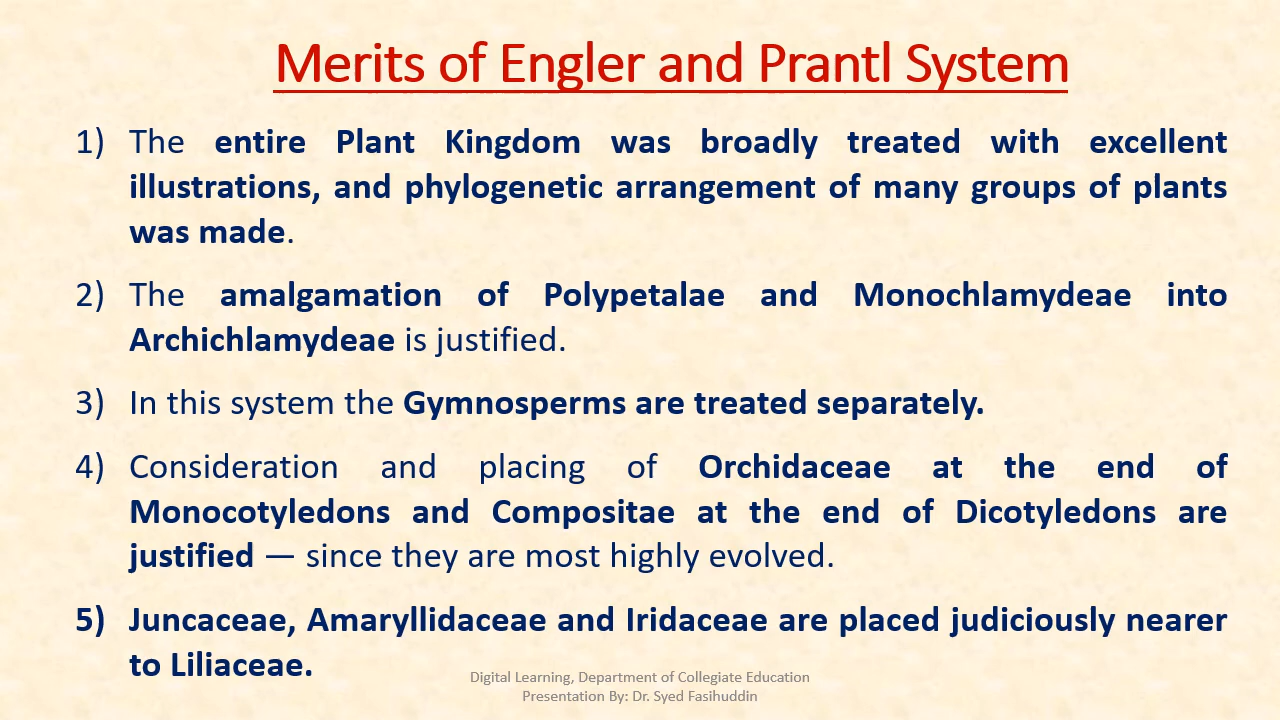 Merits of Engler and Prantl System
1) The entire Plant Kingdom was broadly treated with excellent
illustrations, and phylogenetic arrangement of many groups of plants
was made.
2) The amalgamation of Polypetalae and Monochlamydeae into
Archichlamydeae is justified.
3) In this system the Gymnosperms are treated separately.
4) Consideration and placing of Orchidaceae at the end of
Monocotyledons and Compositae at the end of Dicotyledons are
justified — since they are most highly evolved.
5) Juncaceae, Amaryllidaceae and Iridaceae are placed judiciously nearer
to Liliaceae.
Digital Learning, Department of Collegiate Education
Presentation By: Dr. Syed Fasihuddin